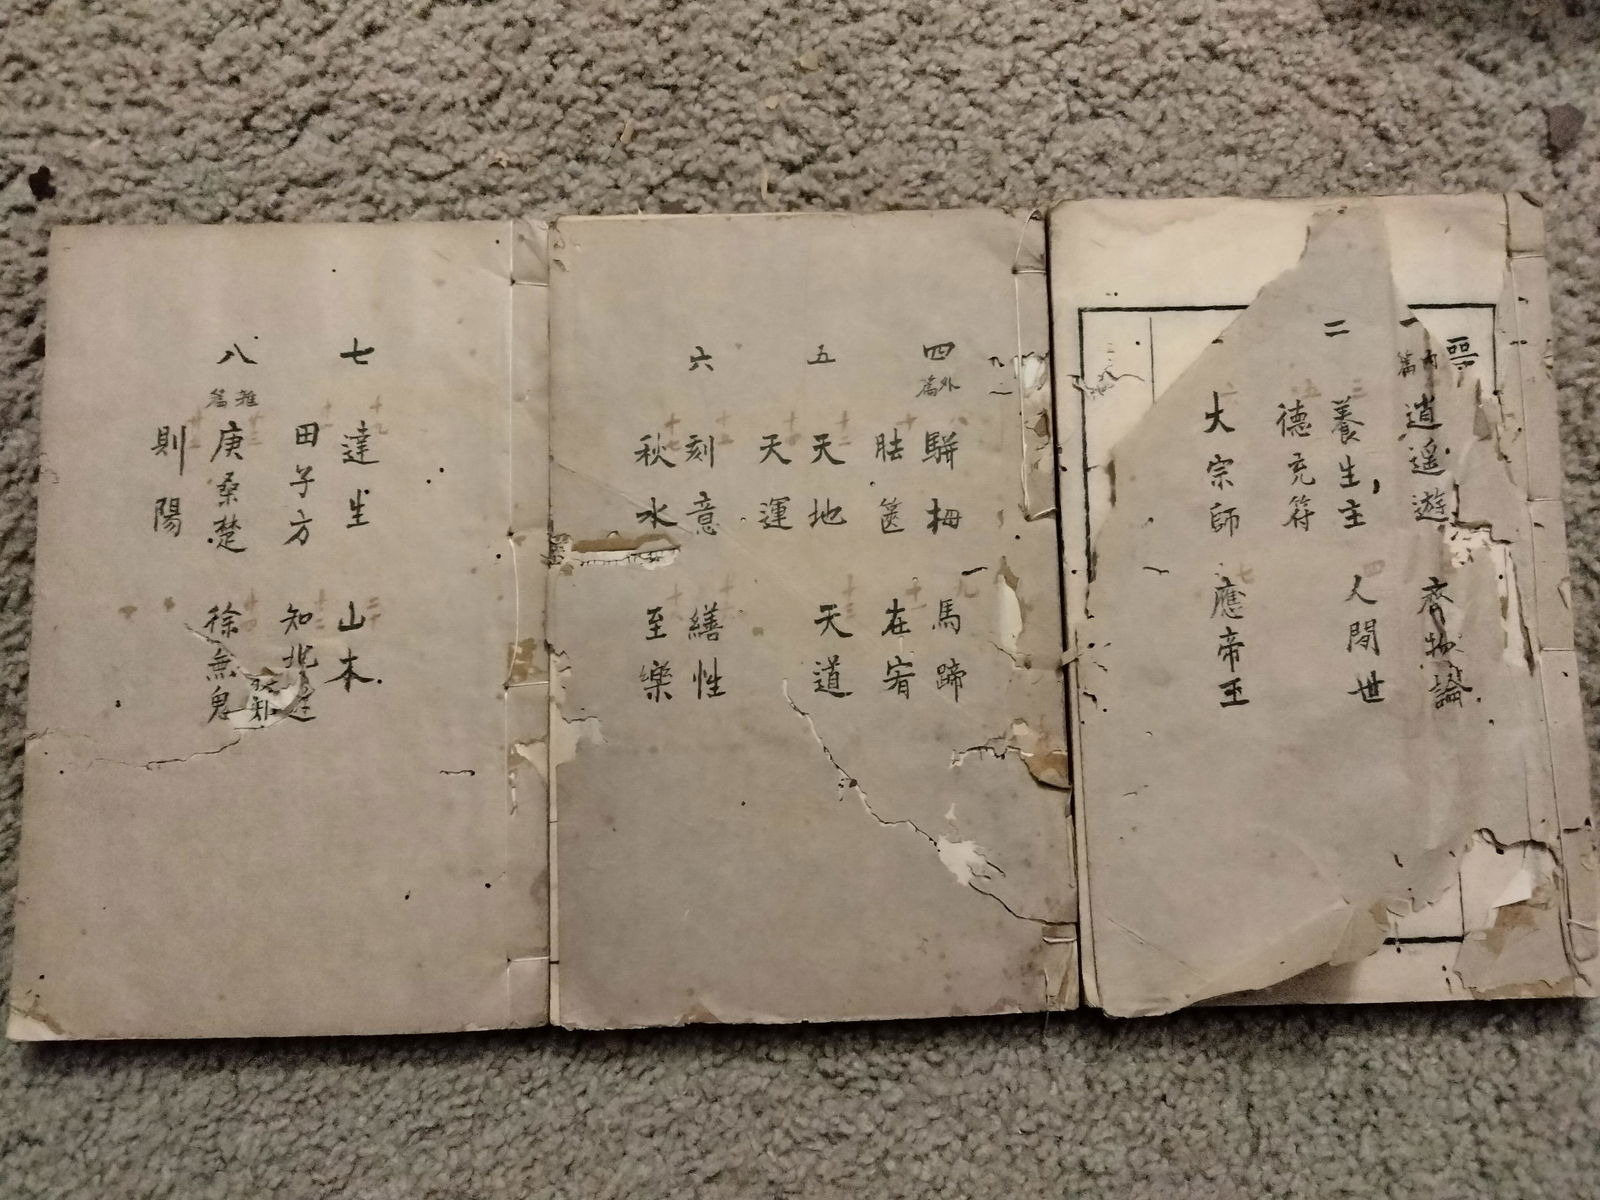 一
內篇
逍遙遊 齊物論
二
養生主 人間世
德充符
大宗師 應帝王
四
外篇
駢拇 馬蹄
胠篋 在宥
五
天地 天道
天運
六
刻意 繕性
秋水 至樂
七
達生 山木
田子方 知北遊
八
雜篇
庚桑楚 徐無鬼
則陽